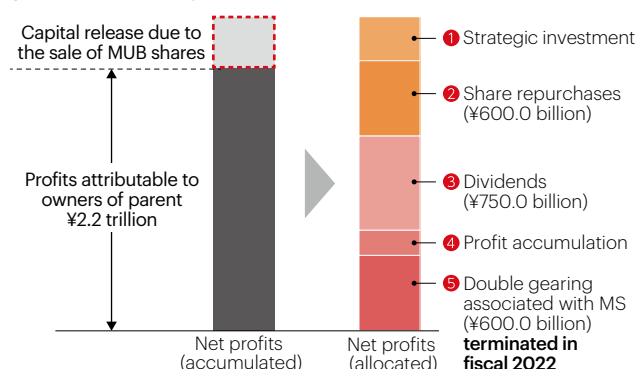 Capital release due to
the sale of MUB shares
Profits attributable to
owners of parent
¥2.2 trillion
1 Strategic investment
2 Share repurchases
(¥600.0 billion)
3 Dividends
(¥750.0 billion)
4 Profit accumulation
5 Double gearing
associated with MS
(¥600.0 billion)
terminated in
fiscal 2022
Net profits
(accumulated)
Net profits
(allocated)